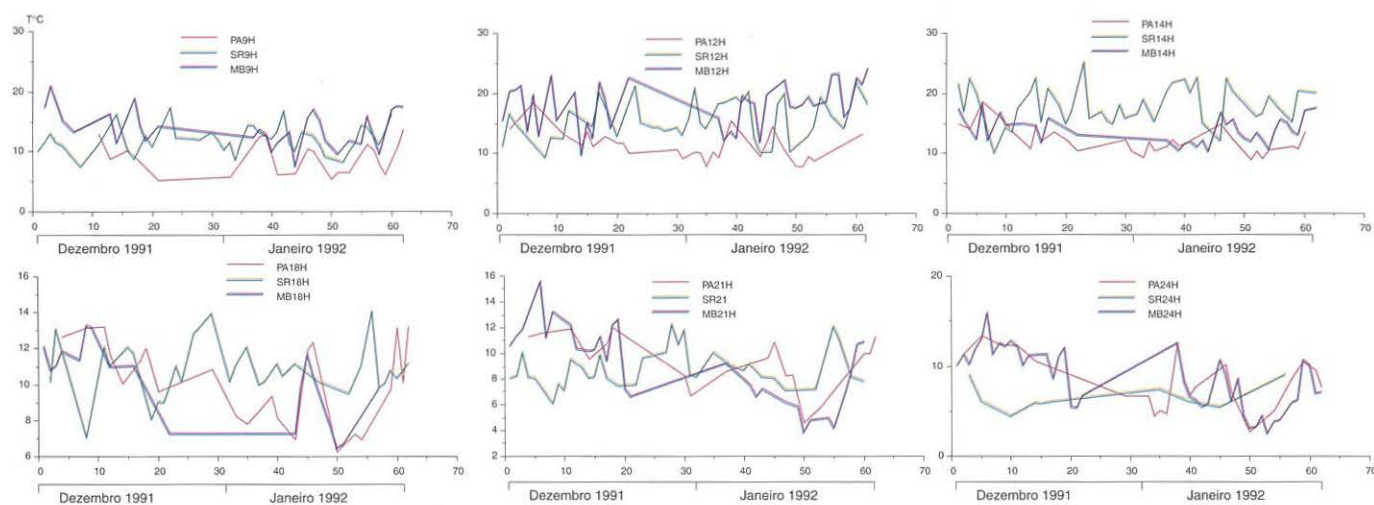 T°C
30
20
10
0
PA9H
SR9H
MB9H
0 10 20 30 40 50 60 70
Dezembro 1991 Janeiro 1992
30
20
10
0
PA12H
SR12H
MB12H
0 10 20 30 40 50 60 70
Dezembro 1991 Janeiro 1992
30
20
10
0
PA14H
SR14H
MB14H
0 10 20 30 40 50 60 70
Dezembro 1991 Janeiro 1992
16
14
12
10
8
6
PA18H
SR18H
MB18H
0 10 20 30 40 50 60 70
Dezembro 1991 Janeiro 1992
16
14
12
10
8
6
4
2
PA21H
SR21
MB21H
0 10 20 30 40 50 60 70
Dezembro 1991 Janeiro 1992
20
10
0
PA24H
SR24H
MB24H
0 10 20 30 40 50 60 70
Dezembro 1991 Janeiro 1992